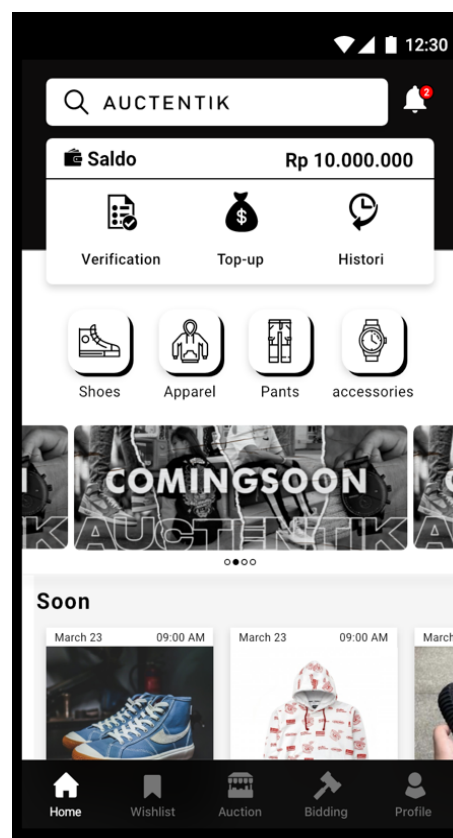 12:30
AUCTENTIK
2
Saldo Rp 10.000.000
Verification Top-up Histori
Shoes Apparel Pants accessories
COMINGSOON
AUCTENTIK
Soon
March 23 09:00 AM March 23 09:00 AM March
Home Wishlist Auction Bidding Profile